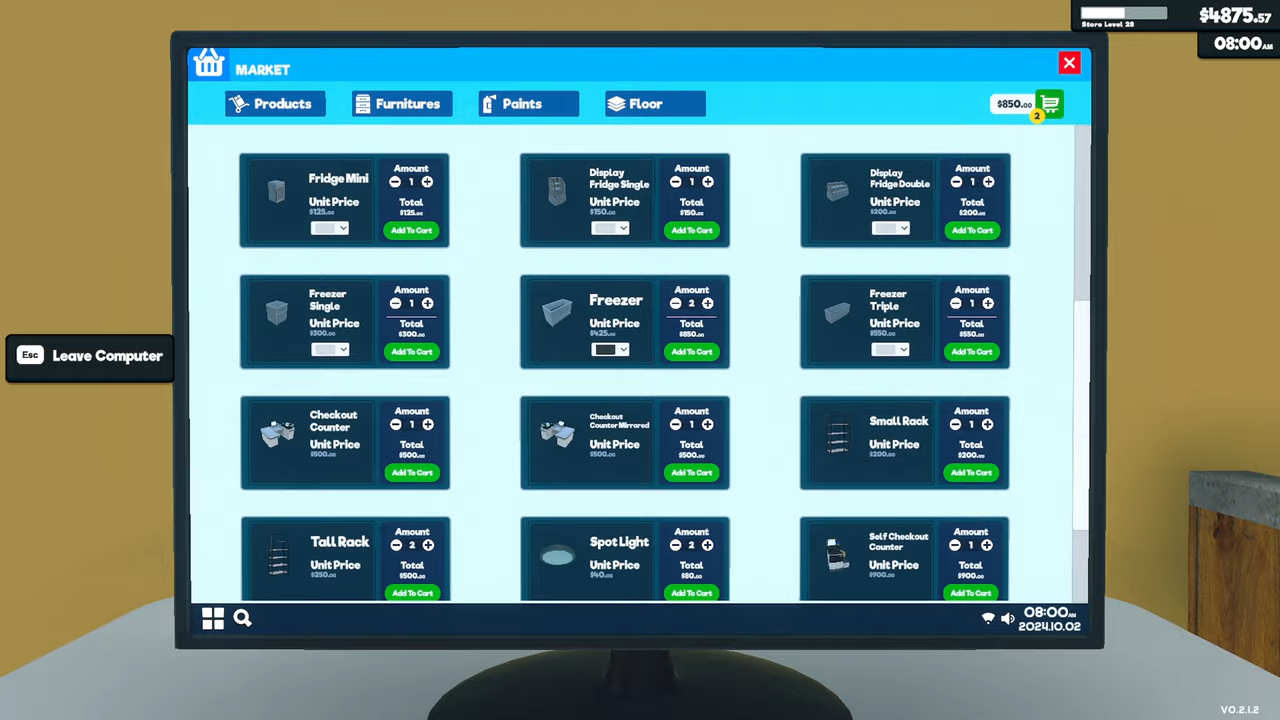 $4875.57
Store Level 28
08:00AM
MARKET
Products
Furnitures
Paints
Floor
$850.00
2
Fridge Mini
Unit Price
$125.00
Amount
1
Total
$125.00
Add To Cart
Display
Fridge Single
Unit Price
$150.00
Amount
1
Total
$150.00
Add To Cart
Display
Fridge Double
Unit Price
$200.00
Amount
1
Total
$200.00
Add To Cart
Freezer
Single
Unit Price
$300.00
Amount
1
Total
$300.00
Add To Cart
Freezer
Unit Price
$425.00
Amount
2
Total
$850.00
Add To Cart
Freezer
Triple
Unit Price
$550.00
Amount
1
Total
$550.00
Add To Cart
Esc
Leave Computer
Checkout
Counter
Unit Price
$500.00
Amount
1
Total
$500.00
Add To Cart
Checkout
Counter Mirrored
Unit Price
$500.00
Amount
1
Total
$500.00
Add To Cart
Small Rack
Unit Price
$200.00
Amount
1
Total
$200.00
Add To Cart
Tall Rack
Unit Price
$250.00
Amount
2
Total
$500.00
Add To Cart
Spot Light
Unit Price
$40.00
Amount
2
Total
$80.00
Add To Cart
Self Checkout
Counter
Unit Price
$900.00
Amount
1
Total
$900.00
Add To Cart
08:00AM
2024.10.02
V0.2.1.2